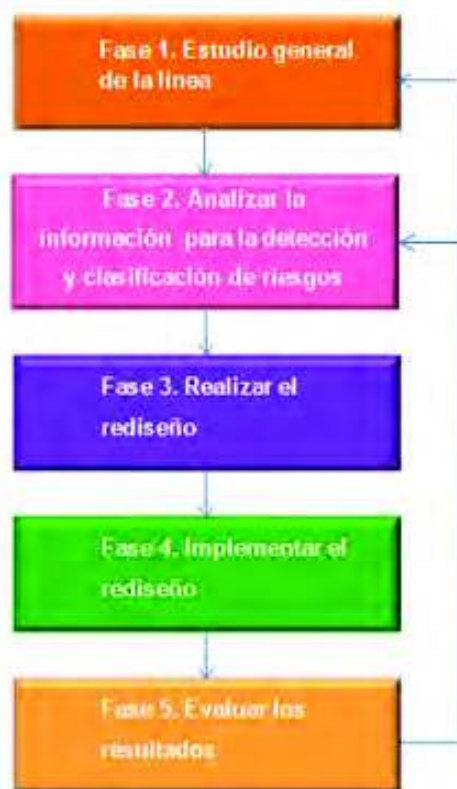 Fase 1. Estudio general
de la línea
Fase 2. Analizar la
información para la detección
y clasificación de riesgos
Fase 3. Realizar el
rediseño
Fase 4. Implementar el
rediseño
Fase 5. Evaluar los
resultados